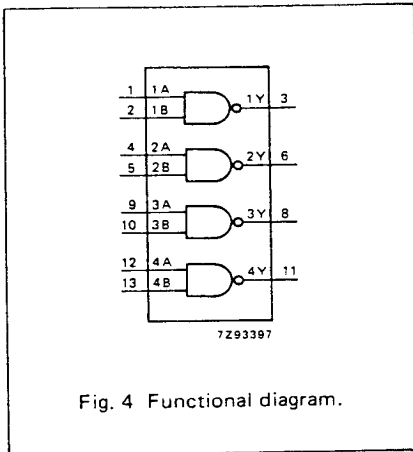 1 1A
2 1B
1Y 3
4 2A
5 2B
2Y 6
9 3A
10 3B
3Y 8
12 4A
13 4B
4Y 11
7Z93397
Fig. 4 Functional diagram.